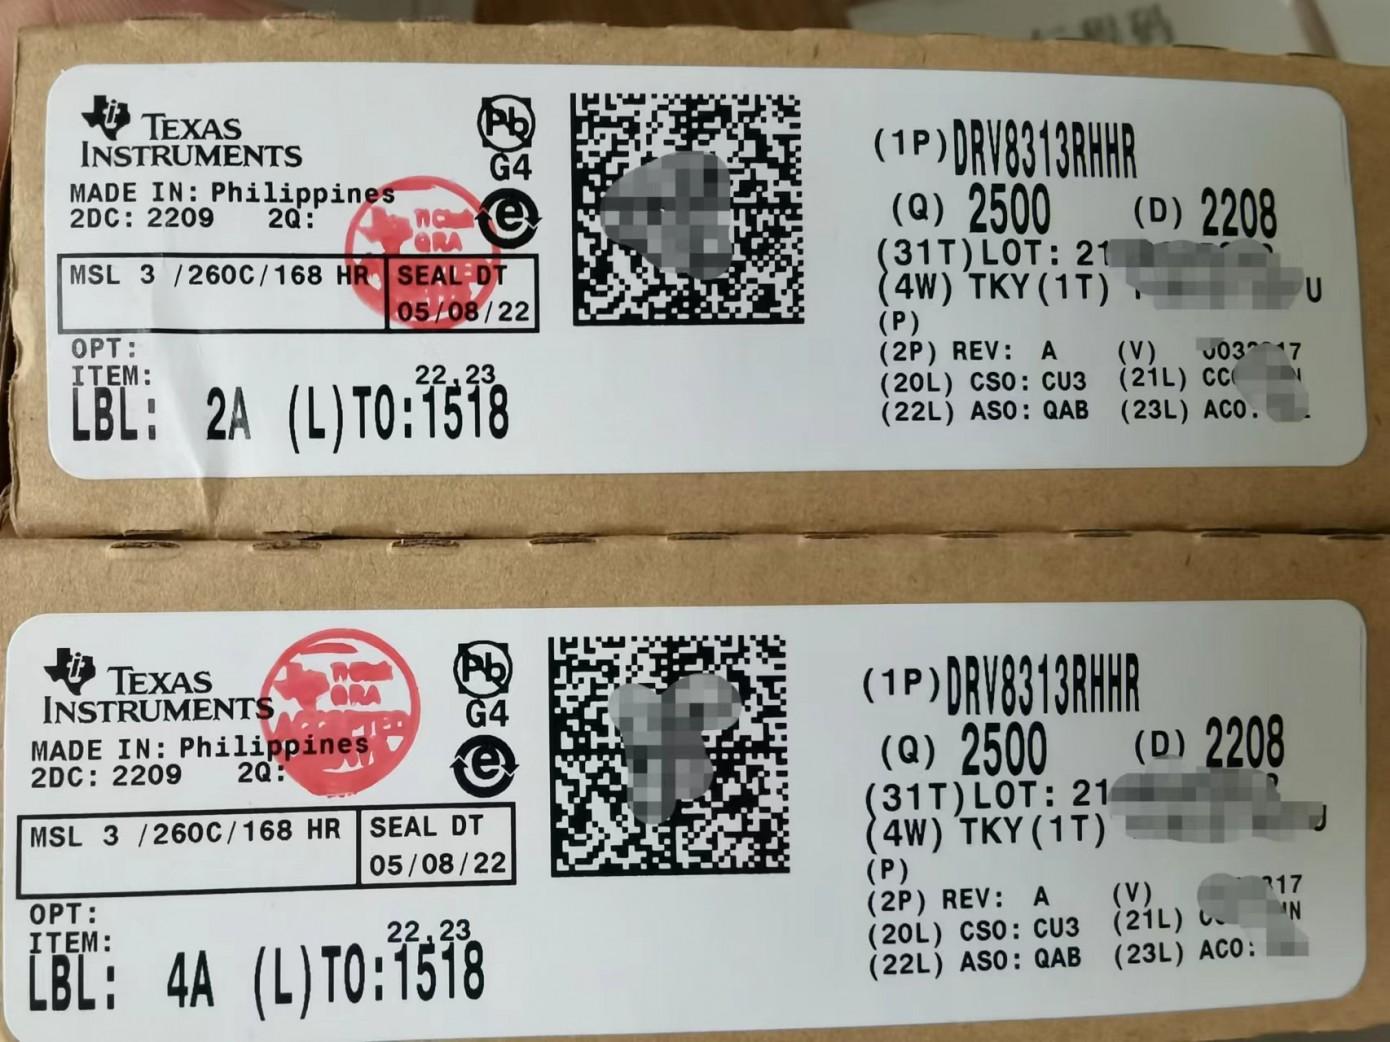 TEXAS
INSTRUMENTS
MADE IN: Philippines
2DC: 2209 2Q:
MSL 3 /260C/168 HR
SEAL DT
05/08/22
OPT:
ITEM:
22,23
LBL: 2A (L)TO:1518
Pb
G4
e
(1P)DRV8313RHHR
(Q) 2500 (D) 2208
(31T)LOT: 21
(4W) TKY(1T) U
(P)
(2P) REV: A (V) 17
(20L) CSO: CU3 (21L)
(22L) ASO: QAB (23L) ACO:
TEXAS
INSTRUMENTS
MADE IN: Philippines
2DC: 2209 2Q:
QRA
ACCEPTED
MSL 3 /260C/168 HR
SEAL DT
05/08/22
OPT:
ITEM:
22,23
LBL: 4A (L)TO:1518
Pb
G4
e
(1P)DRV8313RHHR
(Q) 2500 (D) 2208
(31T)LOT: 21
(4W) TKY(1T)
(P)
(2P) REV: A (V) 317
(20L) CSO: CU3 (21L)
(22L) ASO: QAB (23L) ACO: